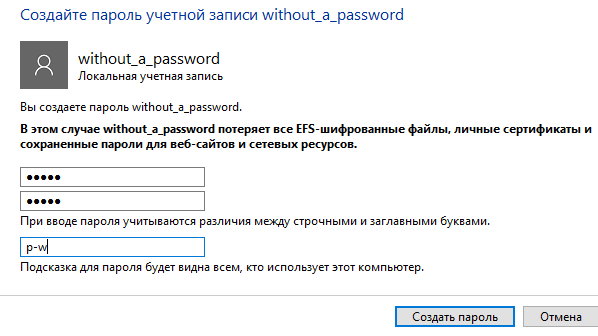 Создайте пароль учетной записи without_a_password
without_a_password
Локальная учетная запись
Вы создаете пароль without_a_password.
В этом случае without_a_password потеряет все EFS-шифрованные файлы, личные сертификаты и
сохраненные пароли для веб-сайтов и сетевых ресурсов.
●●●●●
●●●●●
При вводе пароля учитываются различия между строчными и заглавными буквами.
p-w
Подсказка для пароля будет видна всем, кто использует этот компьютер.
Создать пароль Отмена